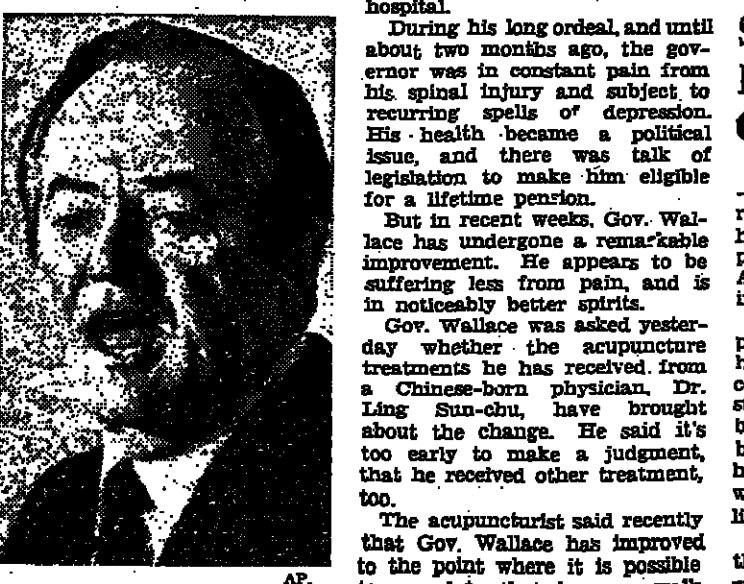 hospital.
During his long ordeal, and until
about two months ago, the gov-
ernor was in constant pain from
his spinal injury and subject to
recurring spells of depression.
His health became a political
issue, and there was talk of
legislation to make him eligible
for a lifetime pension.
But in recent weeks, Gov. Wal-
lace has undergone a remarkable
improvement. He appears to be
suffering less from pain, and is
in noticeably better spirits.
Gov. Wallace was asked yester-
day whether the acupuncture
treatments he has received from
a Chinese-born physician, Dr.
Ling Sun-chu, have brought
about the change. He said it's
too early to make a judgment,
that he received other treatment,
too.
The acupuncturist said recently
that Gov. Wallace has improved
to the point where it is possible
AP.